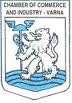 CHAMBER OF COMMERCE
AND INDUSTRY - VARNA